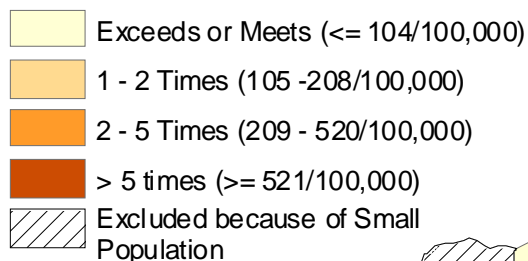 Exceeds or Meets (<= 104/100,000)
1 - 2 Times (105 -208/100,000)
2 - 5 Times (209 - 520/100,000)
> 5 times (>= 521/100,000)
Excluded because of Small
Population